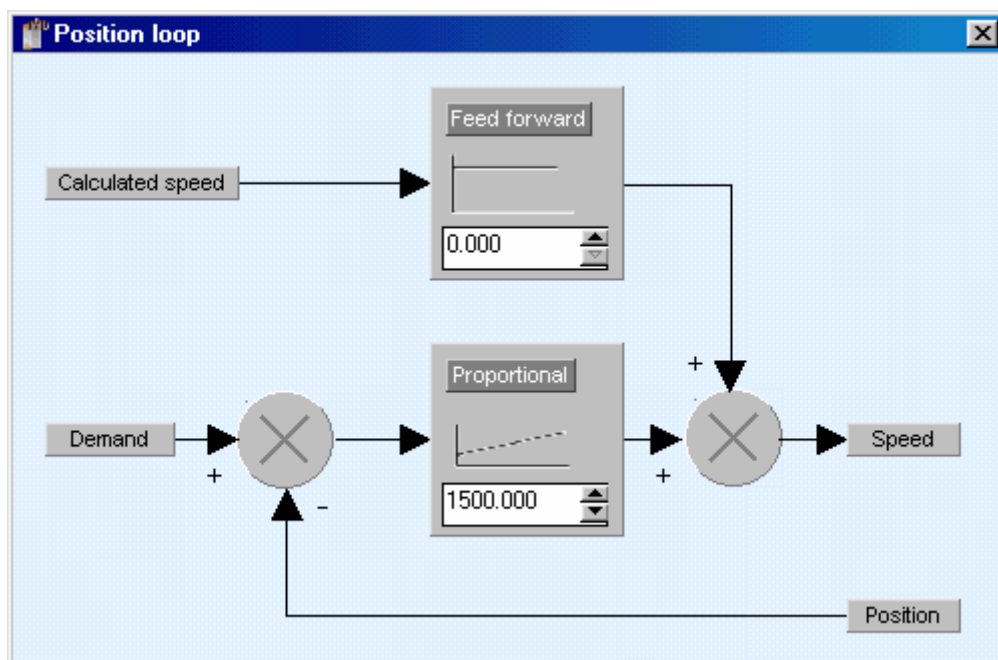 Position loop
Feed forward
Calculated speed
0.000
+
Proportional
Demand
Speed
+
+
1500.000
-
Position